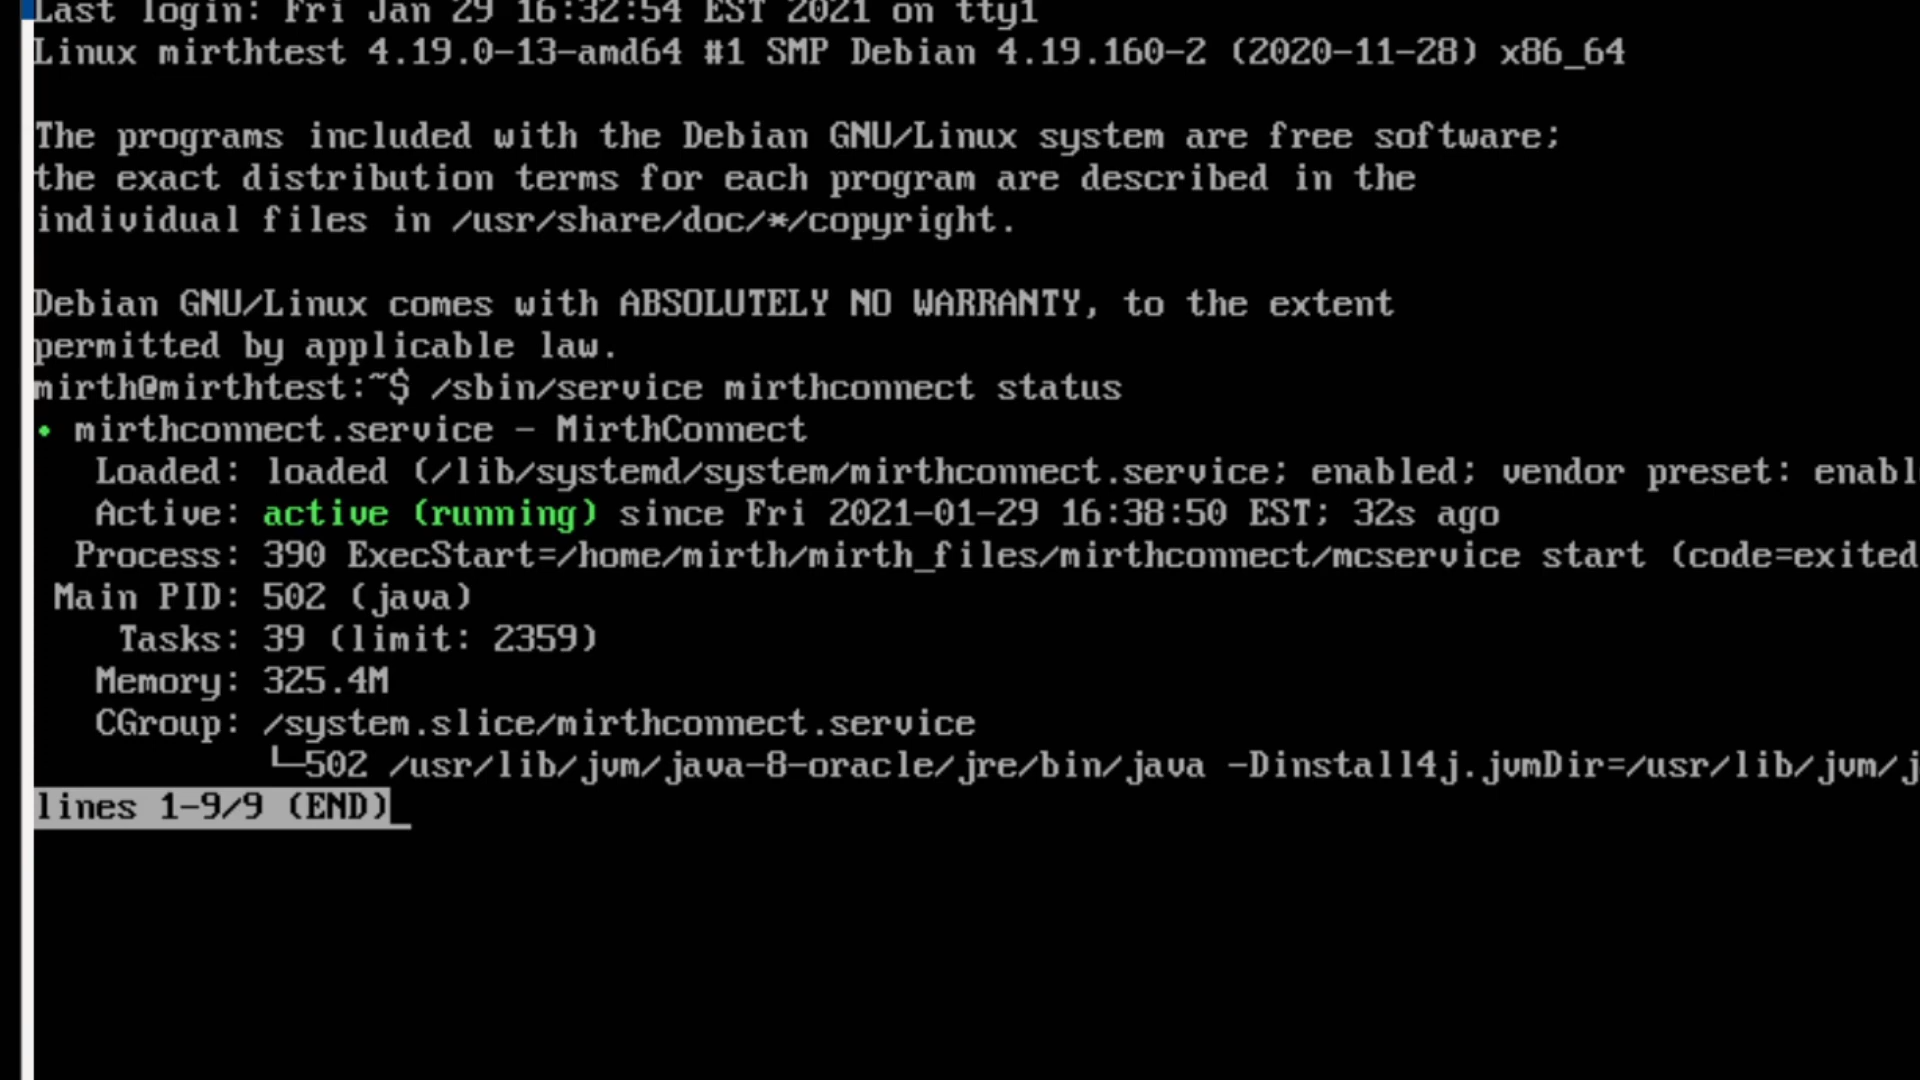 Last login: Fri Jan 29 16:32:54 EST 2021 on tty1
Linux mirthtest 4.19.0-13-amd64 #1 SMP Debian 4.19.160-2 (2020-11-28) x86_64
The programs included with the Debian GNU/Linux system are free software;
the exact distribution terms for each program are described in the
individual files in /usr/share/doc/*/copyright.
Debian GNU/Linux comes with ABSOLUTELY NO WARRANTY, to the extent
permitted by applicable law.
mirth@mirthtest:~$ /sbin/service mirthconnect status
• mirthconnect.service - MirthConnect
Loaded: loaded (/lib/systemd/system/mirthconnect.service; enabled; vendor preset: enabl
Active: active (running) since Fri 2021-01-29 16:38:50 EST; 32s ago
Process: 390 ExecStart=/home/mirth/mirth_files/mirthconnect/mcservice start (code=exited
Main PID: 502 (java)
Tasks: 39 (limit: 2359)
Memory: 325.4M
CGroup: /system.slice/mirthconnect.service
└─502 /usr/lib/jvm/java-8-oracle/jre/bin/java -Dinstall4j.jvmDir=/usr/lib/jvm/j
lines 1-9/9 (END)